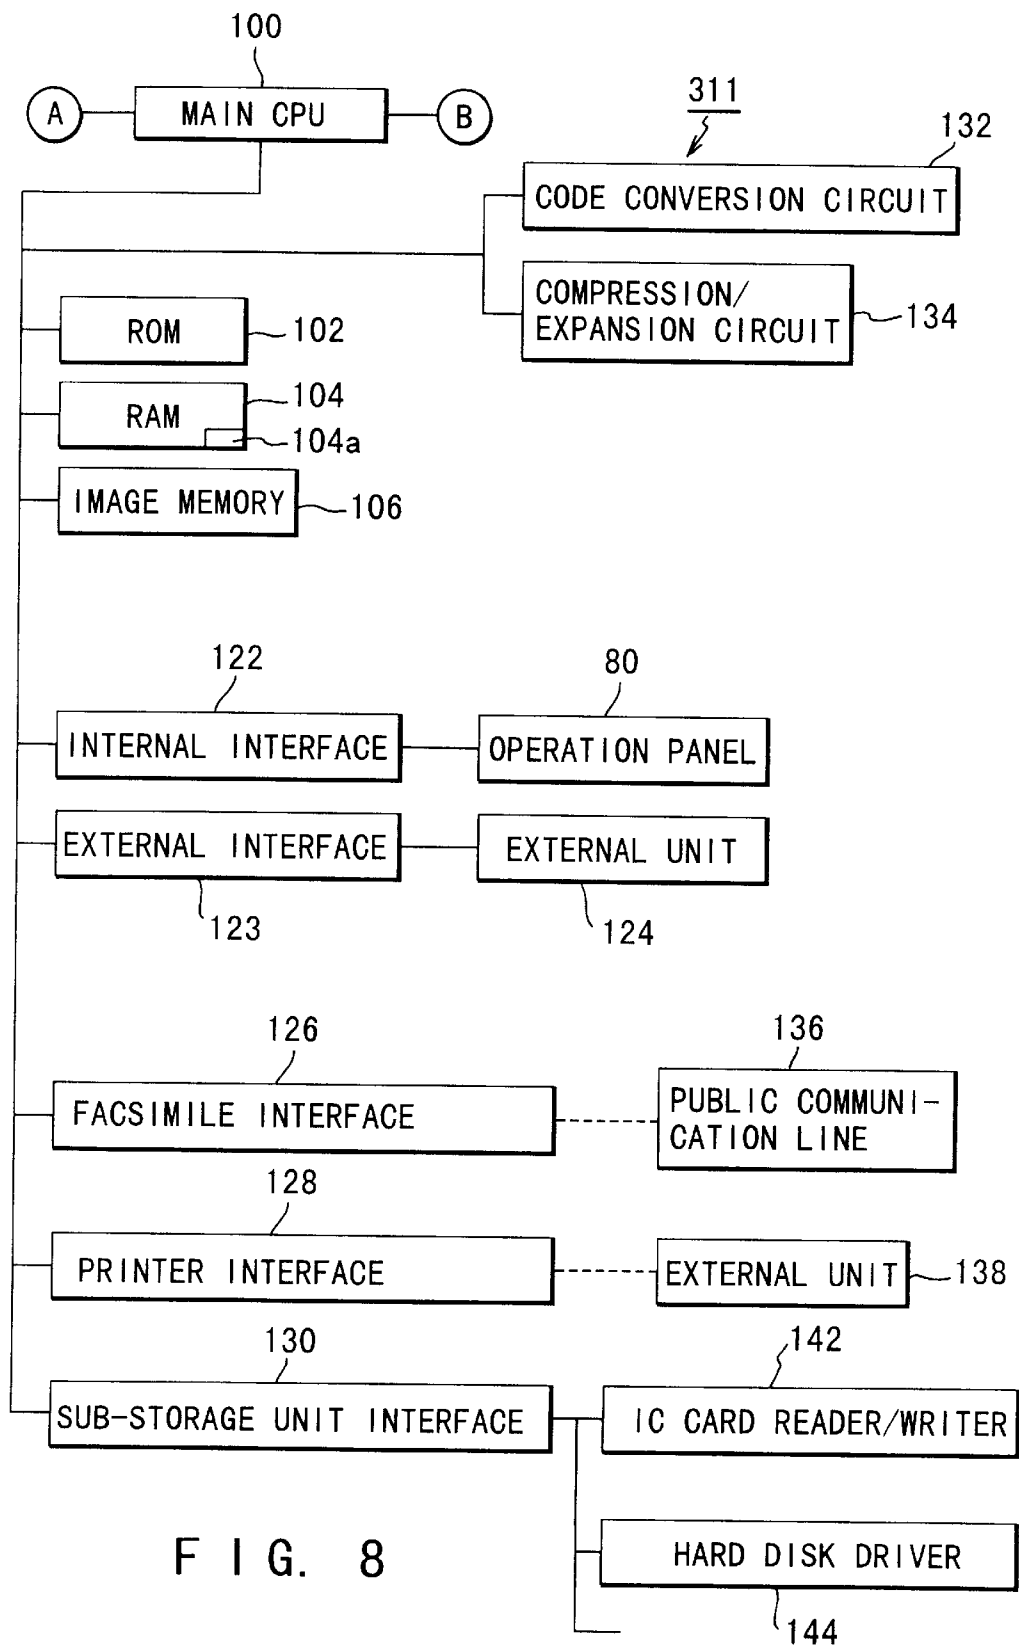 100
A
MAIN CPU
B
311
132
CODE CONVERSION CIRCUIT
COMPRESSION/
EXPANSION CIRCUIT
134
ROM
102
RAM
104
104a
IMAGE MEMORY
106
122
80
INTERNAL INTERFACE
OPERATION PANEL
EXTERNAL INTERFACE
EXTERNAL UNIT
123
124
126
136
FACSIMILE INTERFACE
PUBLIC COMMUNI-
CATION LINE
128
PRINTER INTERFACE
EXTERNAL UNIT
138
130
142
SUB-STORAGE UNIT INTERFACE
IC CARD READER/WRITER
HARD DISK DRIVER
144
FIG. 8